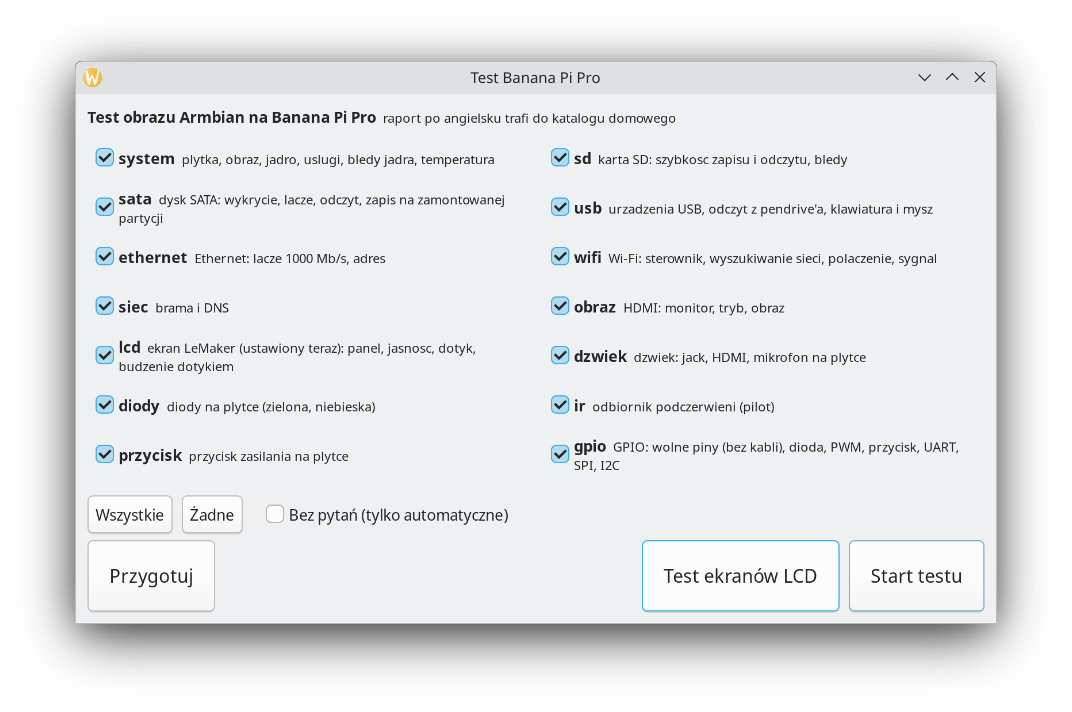 Test Banana Pi Pro
Test obrazu Armbian na Banana Pi Pro raport po angielsku trafi do katalogu domowego
system plytka, obraz, jadro, uslugi, bledy jadra, temperatura
sd karta SD: szybkosc zapisu i odczytu, bledy
sata dysk SATA: wykrycie, lacze, odczyt, zapis na zamontowanej
partycji
usb urzadzenia USB, odczyt z pendrive'a, klawiatura i mysz
ethernet Ethernet: lacze 1000 Mb/s, adres
wifi Wi-Fi: sterownik, wyszukiwanie sieci, polaczenie, sygnal
siec brama i DNS
obraz HDMI: monitor, tryb, obraz
lcd ekran LeMaker (ustawiony teraz): panel, jasnosc, dotyk,
budzenie dotykiem
dzwiek dzwiek: jack, HDMI, mikrofon na plytce
diody diody na plytce (zielona, niebieska)
ir odbiornik podczerwieni (pilot)
przycisk przycisk zasilania na plytce
gpio GPIO: wolne piny (bez kabli), dioda, PWM, przycisk, UART,
SPI, I2C
Wszystkie Żadne Bez pytań (tylko automatyczne)
Przygotuj Test ekranów LCD Start testu